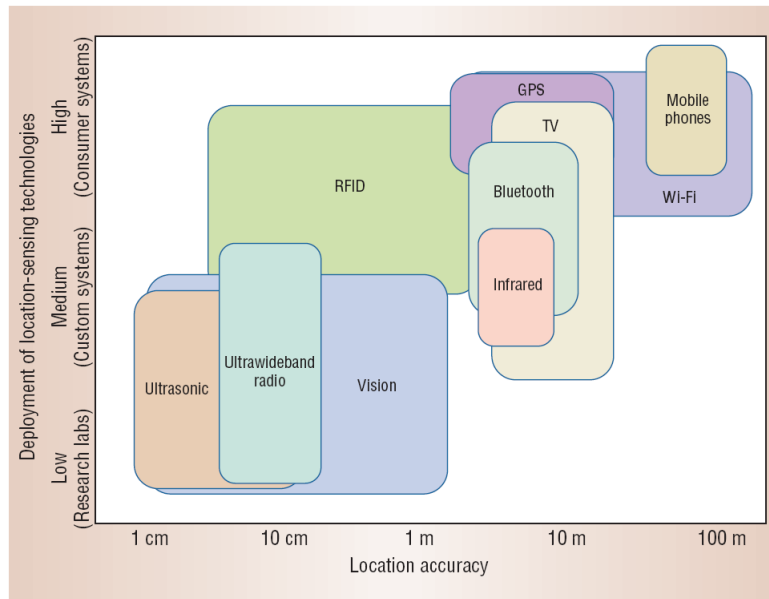 Deployment of location-sensing technologies
High
(Consumer systems)
Medium
(Custom systems)
Low
(Research labs)
GPS
TV
Mobile
phones
RFID
Bluetooth
WI-Fi
Infrared
Ultrawideband
radio
Ultrasonic
Vision
1 cm
10 cm
1 m
10 m
100 m
Location accuracy